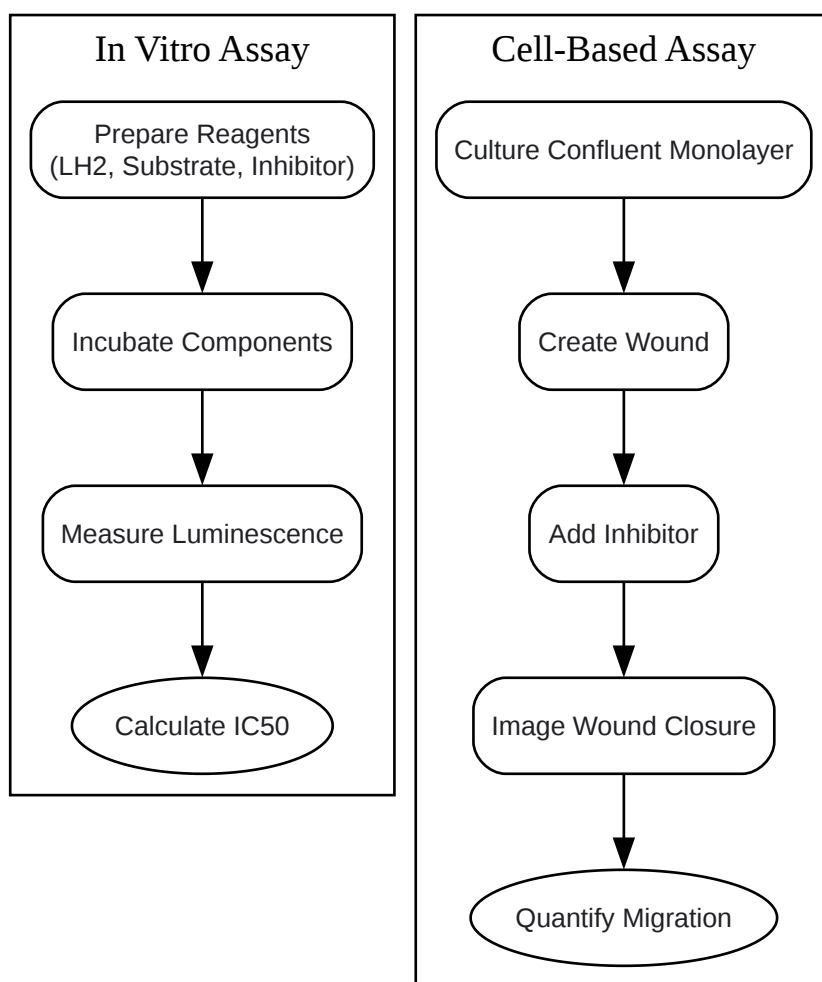 In Vitro Assay
Prepare Reagents
(LH2, Substrate, Inhibitor)
Incubate Components
Measure Luminescence
Calculate IC50
Cell-Based Assay
Culture Confluent Monolayer
Create Wound
Add Inhibitor
Image Wound Closure
Quantify Migration